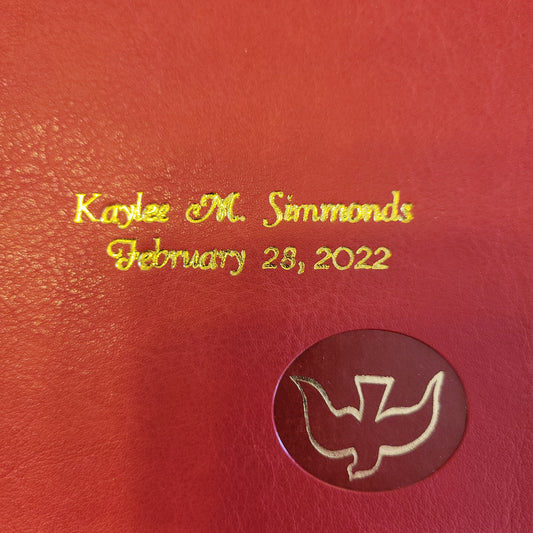 Kaylee M. Simmonds
February 28, 2022